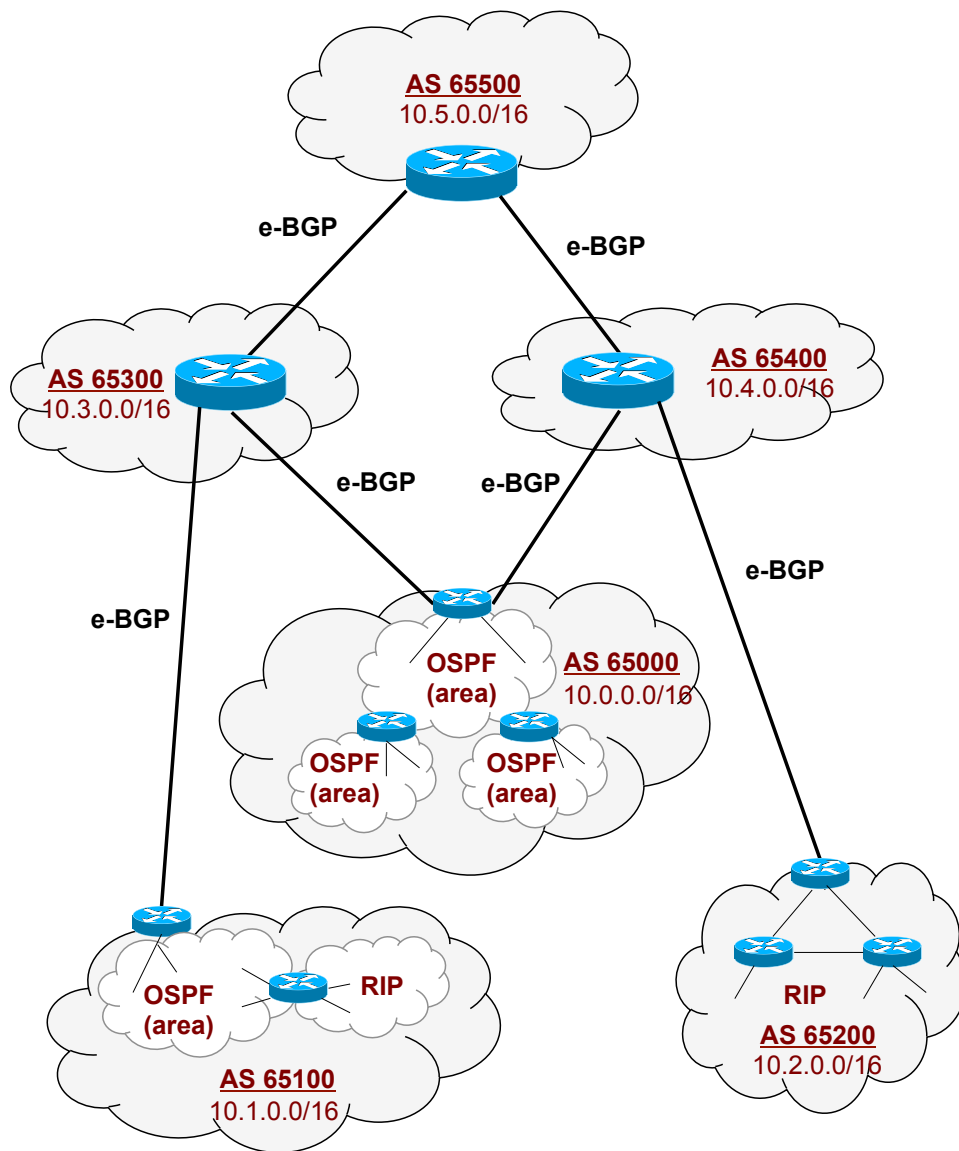 AS 65500
10.5.0.0/16
e-BGP
e-BGP
AS 65300
10.3.0.0/16
AS 65400
10.4.0.0/16
e-BGP
e-BGP
e-BGP
e-BGP
OSPF
(area)
AS 65000
10.0.0.0/16
OSPF
(area)
OSPF
(area)
OSPF
(area)
RIP
AS 65100
10.1.0.0/16
RIP
AS 65200
10.2.0.0/16